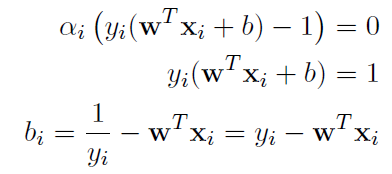 αᵢ (yᵢ(𝐰ᵀ𝐱ᵢ + b) − 1) = 0
yᵢ(𝐰ᵀ𝐱ᵢ + b) = 1
bᵢ = 1/yᵢ − 𝐰ᵀ𝐱ᵢ = yᵢ − 𝐰ᵀ𝐱ᵢ